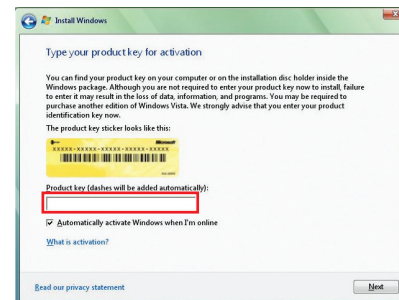 Install Windows
Type your product key for activation
You can find your product key on your computer or on the installation disc holder inside the
Windows package. Although you are not required to enter your product key now to install, failure
to enter it may result in the loss of data, information, and programs. You may be required to
purchase another edition of Windows Vista. We strongly advise that you enter your product
identification key now.
The product key sticker looks like this:
Microsoft
XXXXX-XXXXX-XXXXX-XXXXX-XXXXX
Product key (dashes will be added automatically):
Automatically activate Windows when I'm online
What is activation?
Read our privacy statement
Next